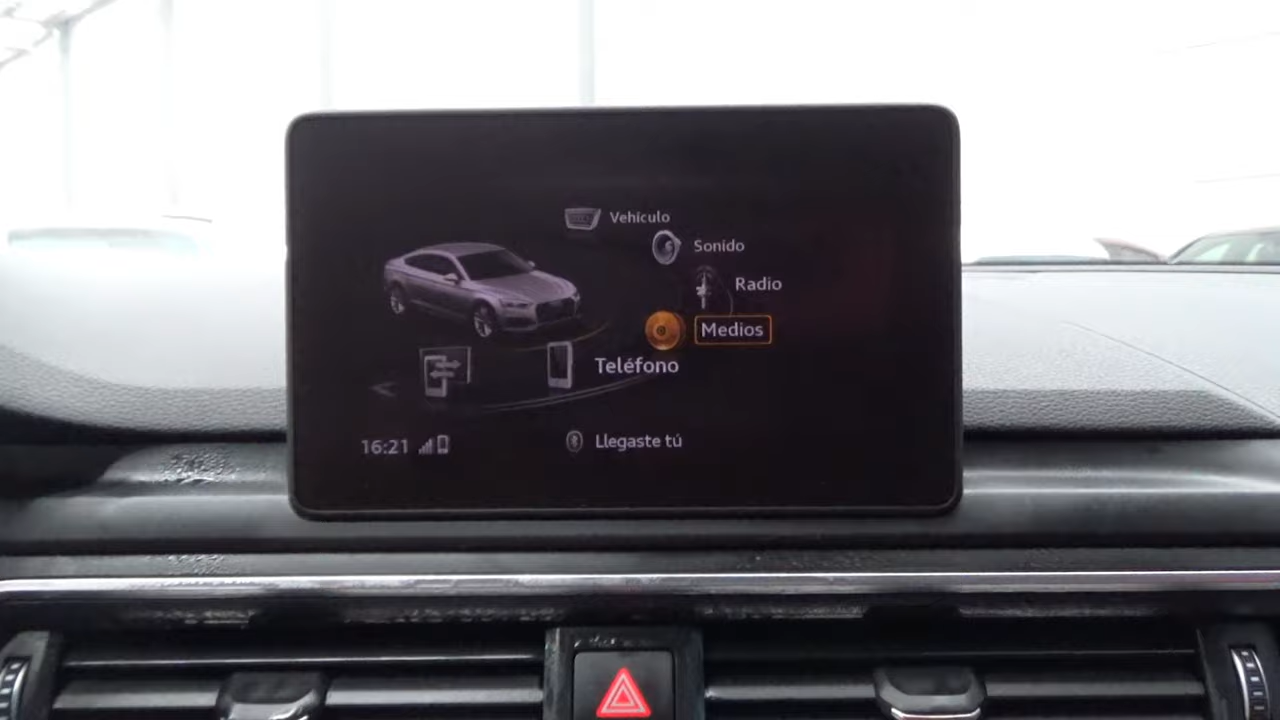 Vehículo
Sonido
Radio
Medios
Teléfono
16:21
Llegaste tú